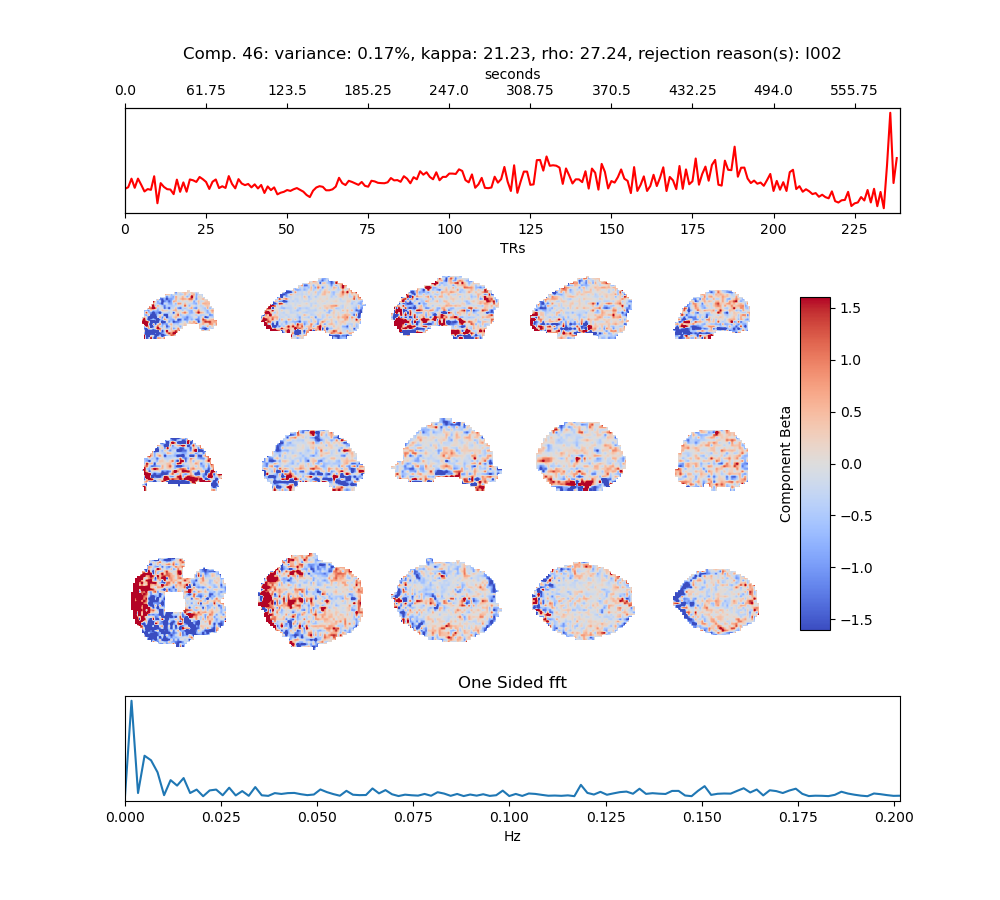 Comp. 46: variance: 0.17%, kappa: 21.23, rho: 27.24, rejection reason(s): I002
seconds
0.0 61.75 123.5 185.25 247.0 308.75 370.5 432.25 494.0 555.75
0 25 50 75 100 125 150 175 200 225
TRs
1.5
1.0
0.5
0.0
−0.5
−1.0
−1.5
Component Beta
One Sided fft
0.000 0.025 0.050 0.075 0.100 0.125 0.150 0.175 0.200
Hz